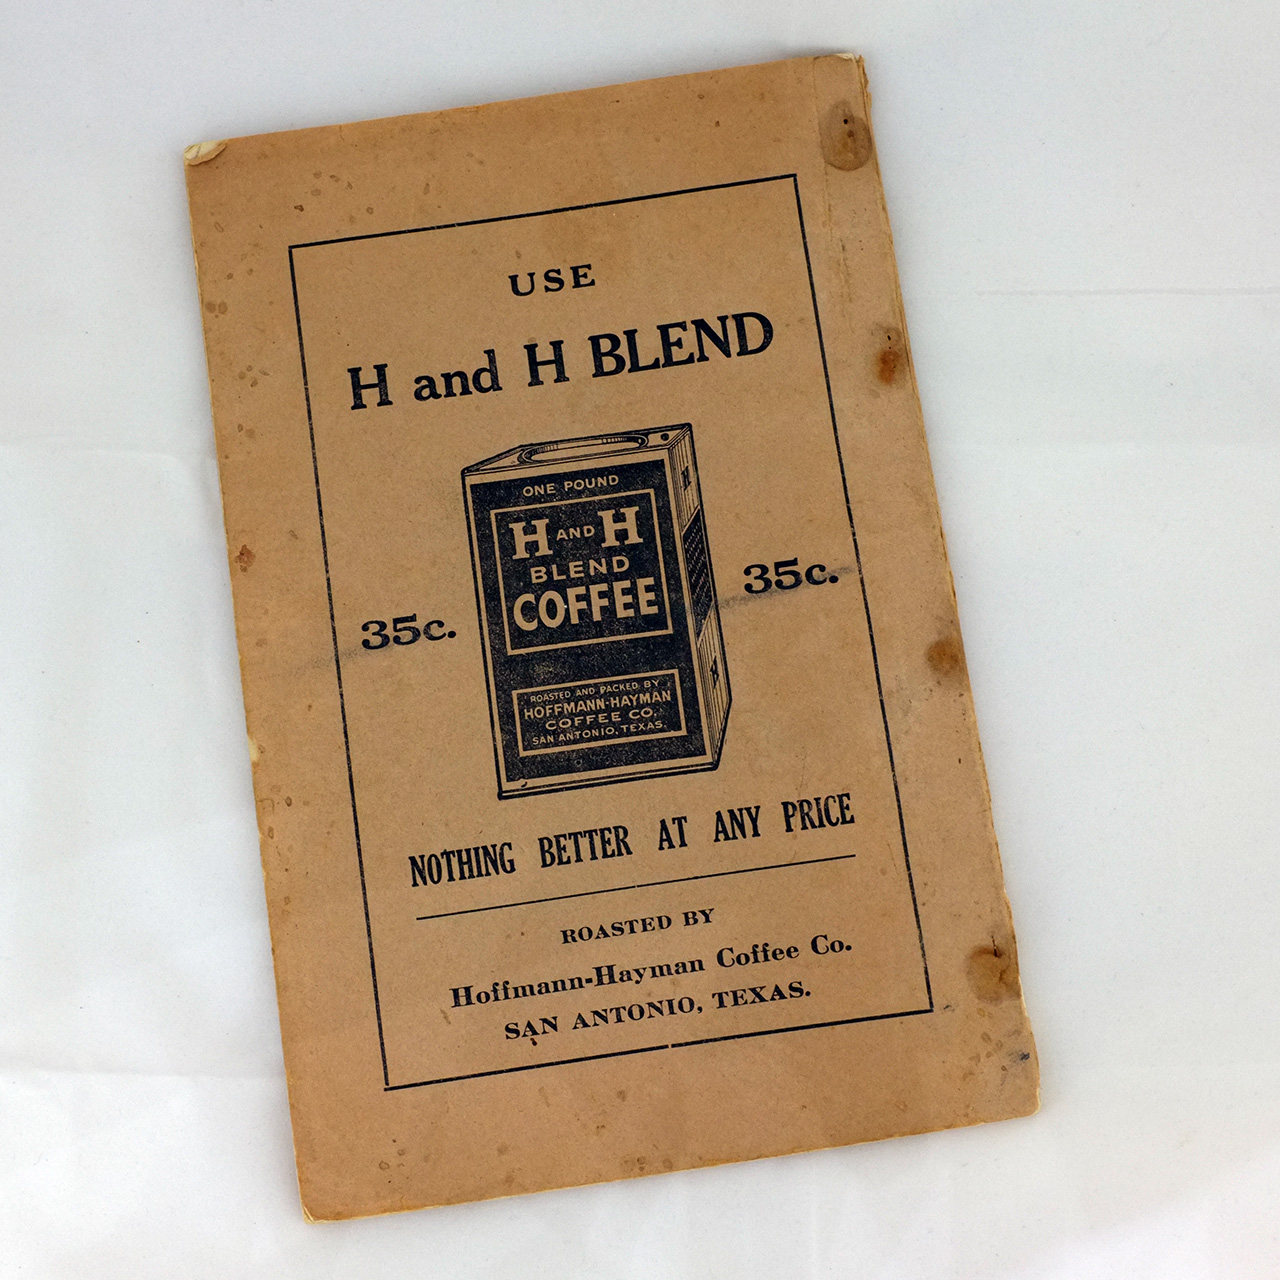 USE
H and H BLEND
ONE POUND
H AND H
BLEND
COFFEE
35c.
35c.
ROASTED AND PACKED BY
HOFFMANN-HAYMAN
COFFEE CO.
SAN ANTONIO, TEXAS.
NOTHING BETTER AT ANY PRICE
ROASTED BY
Hoffmann-Hayman Coffee Co.
SAN ANTONIO, TEXAS.